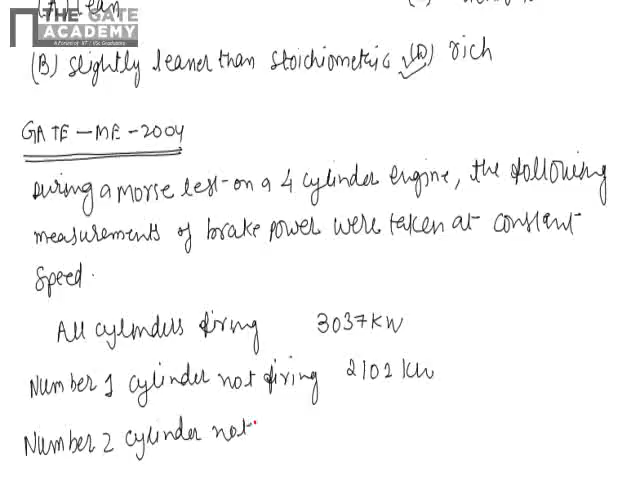 THE GATE
ACADEMY
(B) Slightly leaner than stoichiometric (D) rich
GATE-ME-2004
During a morse test on a 4 cylinder engine, the following
measurements of brake power were taken at constant
speed.
All cylinders firing 3037 KW
Number 1 cylinder not firing 2102 KW
Number 2 cylinder not